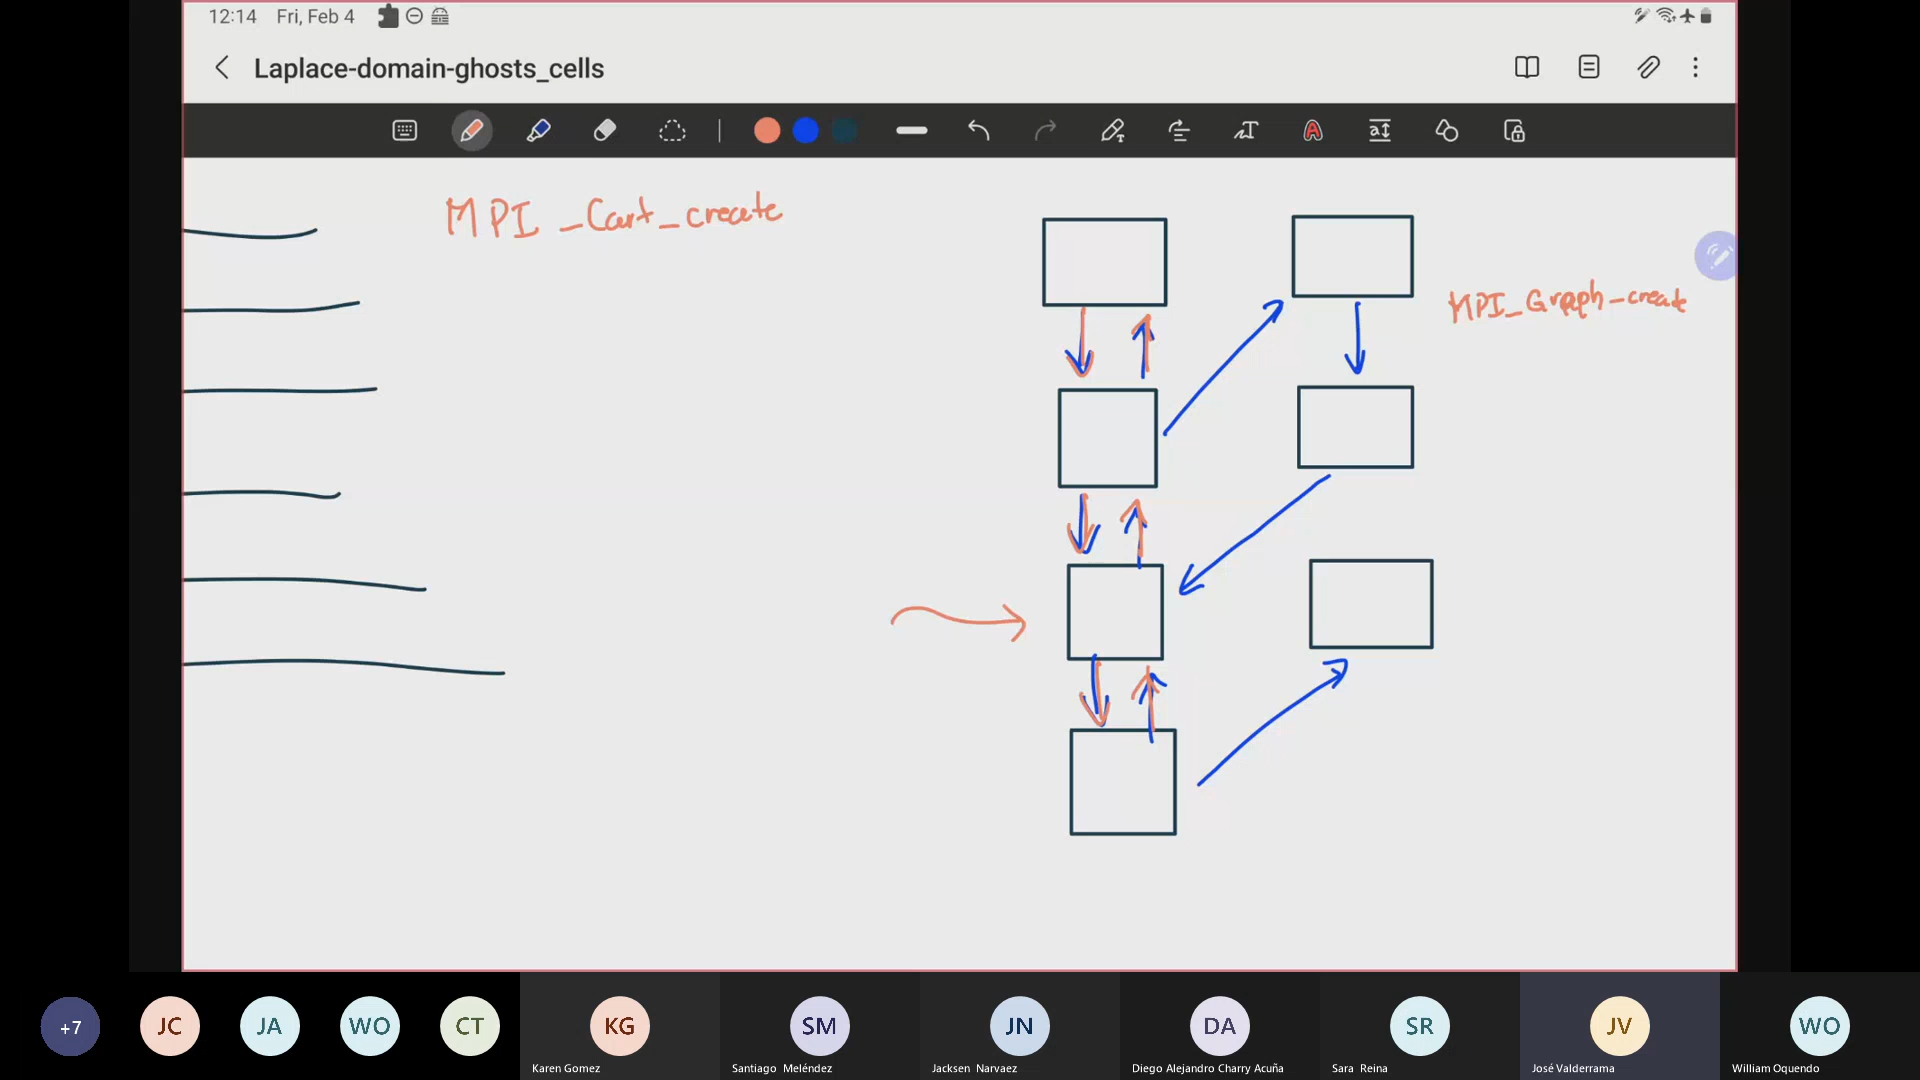 12:14 Fri, Feb 4
Laplace-domain-ghosts_cells
MPI_Cart_create
MPI_Graph_create
+7
JC
JA
WO
CT
KG
SM
JN
DA
SR
JV
WO
Karen Gomez
Santiago Meléndez
Jacksen Narvaez
Diego Alejandro Charry Acuña
Sara Reina
José Valderrama
William Oquendo